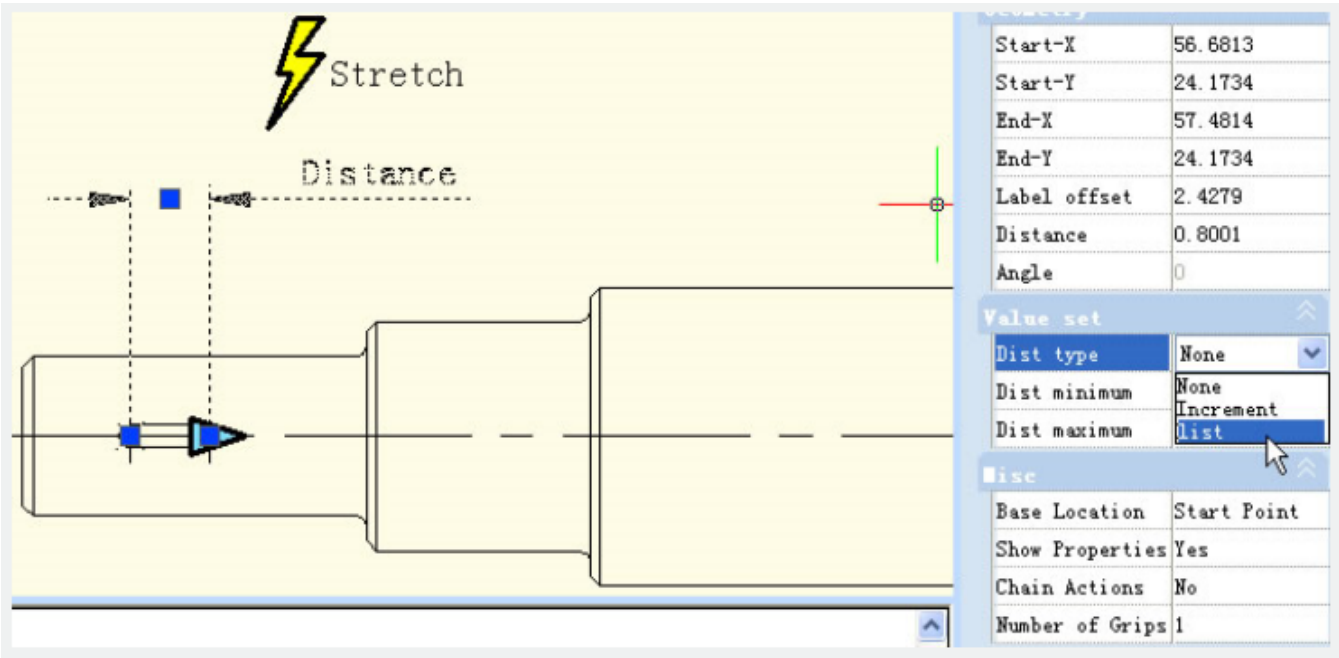 Stretch
Distance
Geometry
Start-X 56.6813
Start-Y 24.1734
End-X 57.4814
End-Y 24.1734
Label offset 2.4279
Distance 0.8001
Angle 0
Value set
Dist type None
Dist minimum None
Increment
Dist maximum list
Misc
Base Location Start Point
Show Properties Yes
Chain Actions No
Number of Grips 1